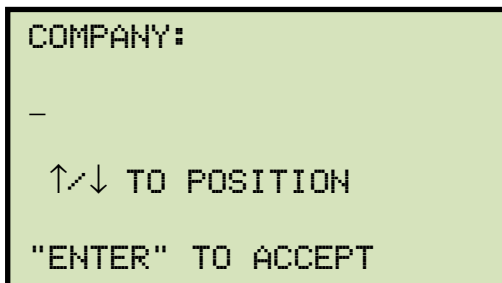 COMPANY:
_
↑/↓ TO POSITION
"ENTER" TO ACCEPT